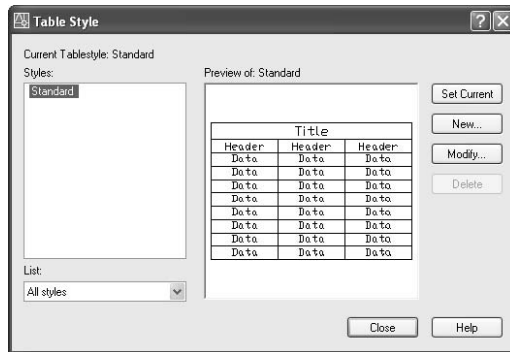 Table Style
Current Tablestyle: Standard
Styles:
Standard
List:
All styles
Preview of: Standard
Title
Header Header Header
Data Data Data
Data Data Data
Data Data Data
Data Data Data
Data Data Data
Data Data Data
Data Data Data
Data Data Data
Set Current
New...
Modify...
Delete
Close
Help